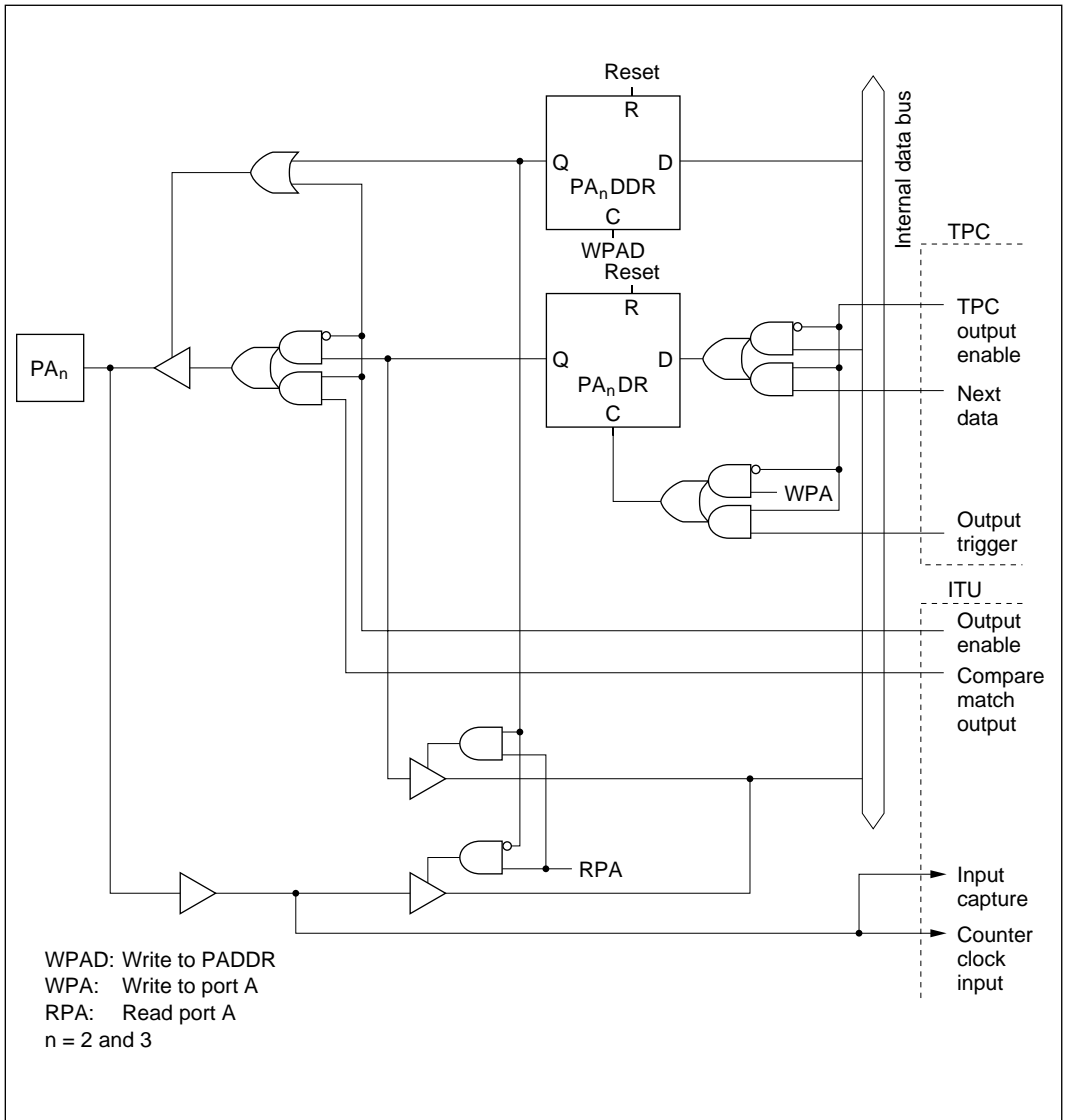 Reset
R
Q
D
PAnDDR
C
WPAD
Internal data bus
TPC
Reset
R
TPC
output
enable
PAn
Q
D
PAnDR
C
Next
data
WPA
Output
trigger
ITU
Output
enable
Compare
match
output
RPA
Input
capture
Counter
clock
input
WPAD: Write to PADDR
WPA: Write to port A
RPA: Read port A
n = 2 and 3